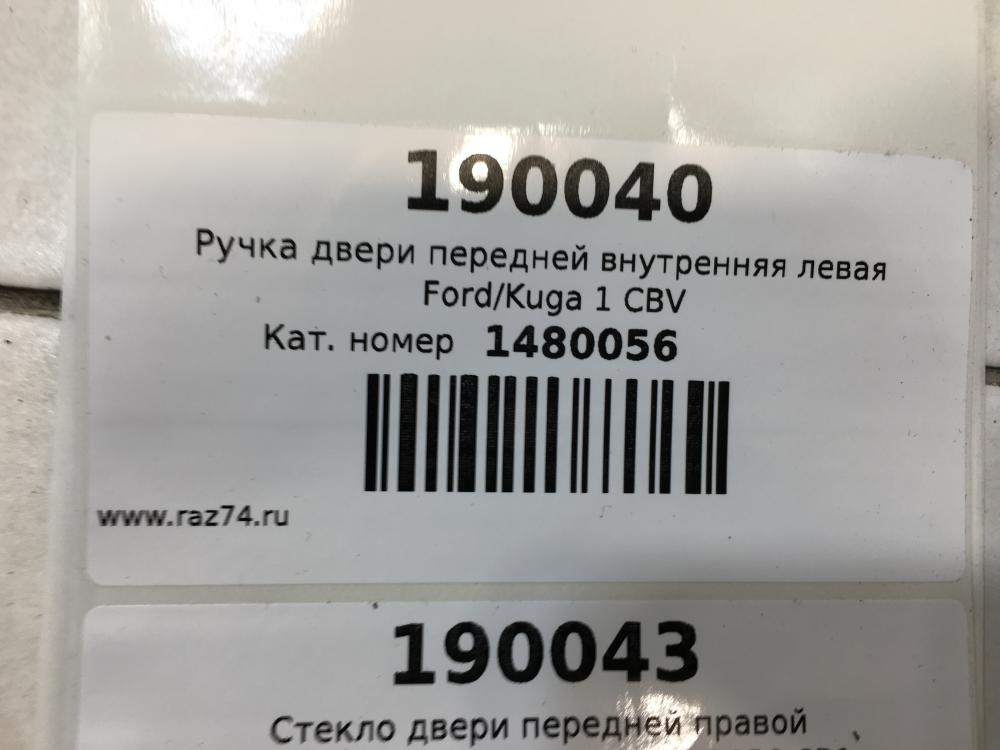 190040
Ручка двери передней внутренняя левая
Ford/Kuga 1 CBV
Кат. номер 1480056
www.raz74.ru
190043
Стекло двери передней правой